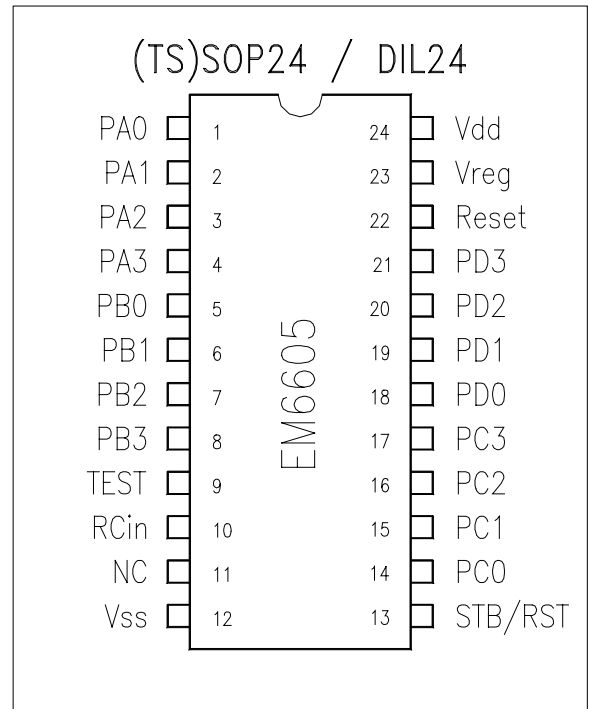 (TS)SOP24 / DIL24
PA0 1 24 Vdd
PA1 2 23 Vreg
PA2 3 22 Reset
PA3 4 21 PD3
PB0 5 20 PD2
PB1 6 19 PD1
PB2 7 18 PD0
PB3 8 17 PC3
TEST 9 16 PC2
RCin 10 15 PC1
NC 11 14 PC0
Vss 12 13 STB/RST
EM6605